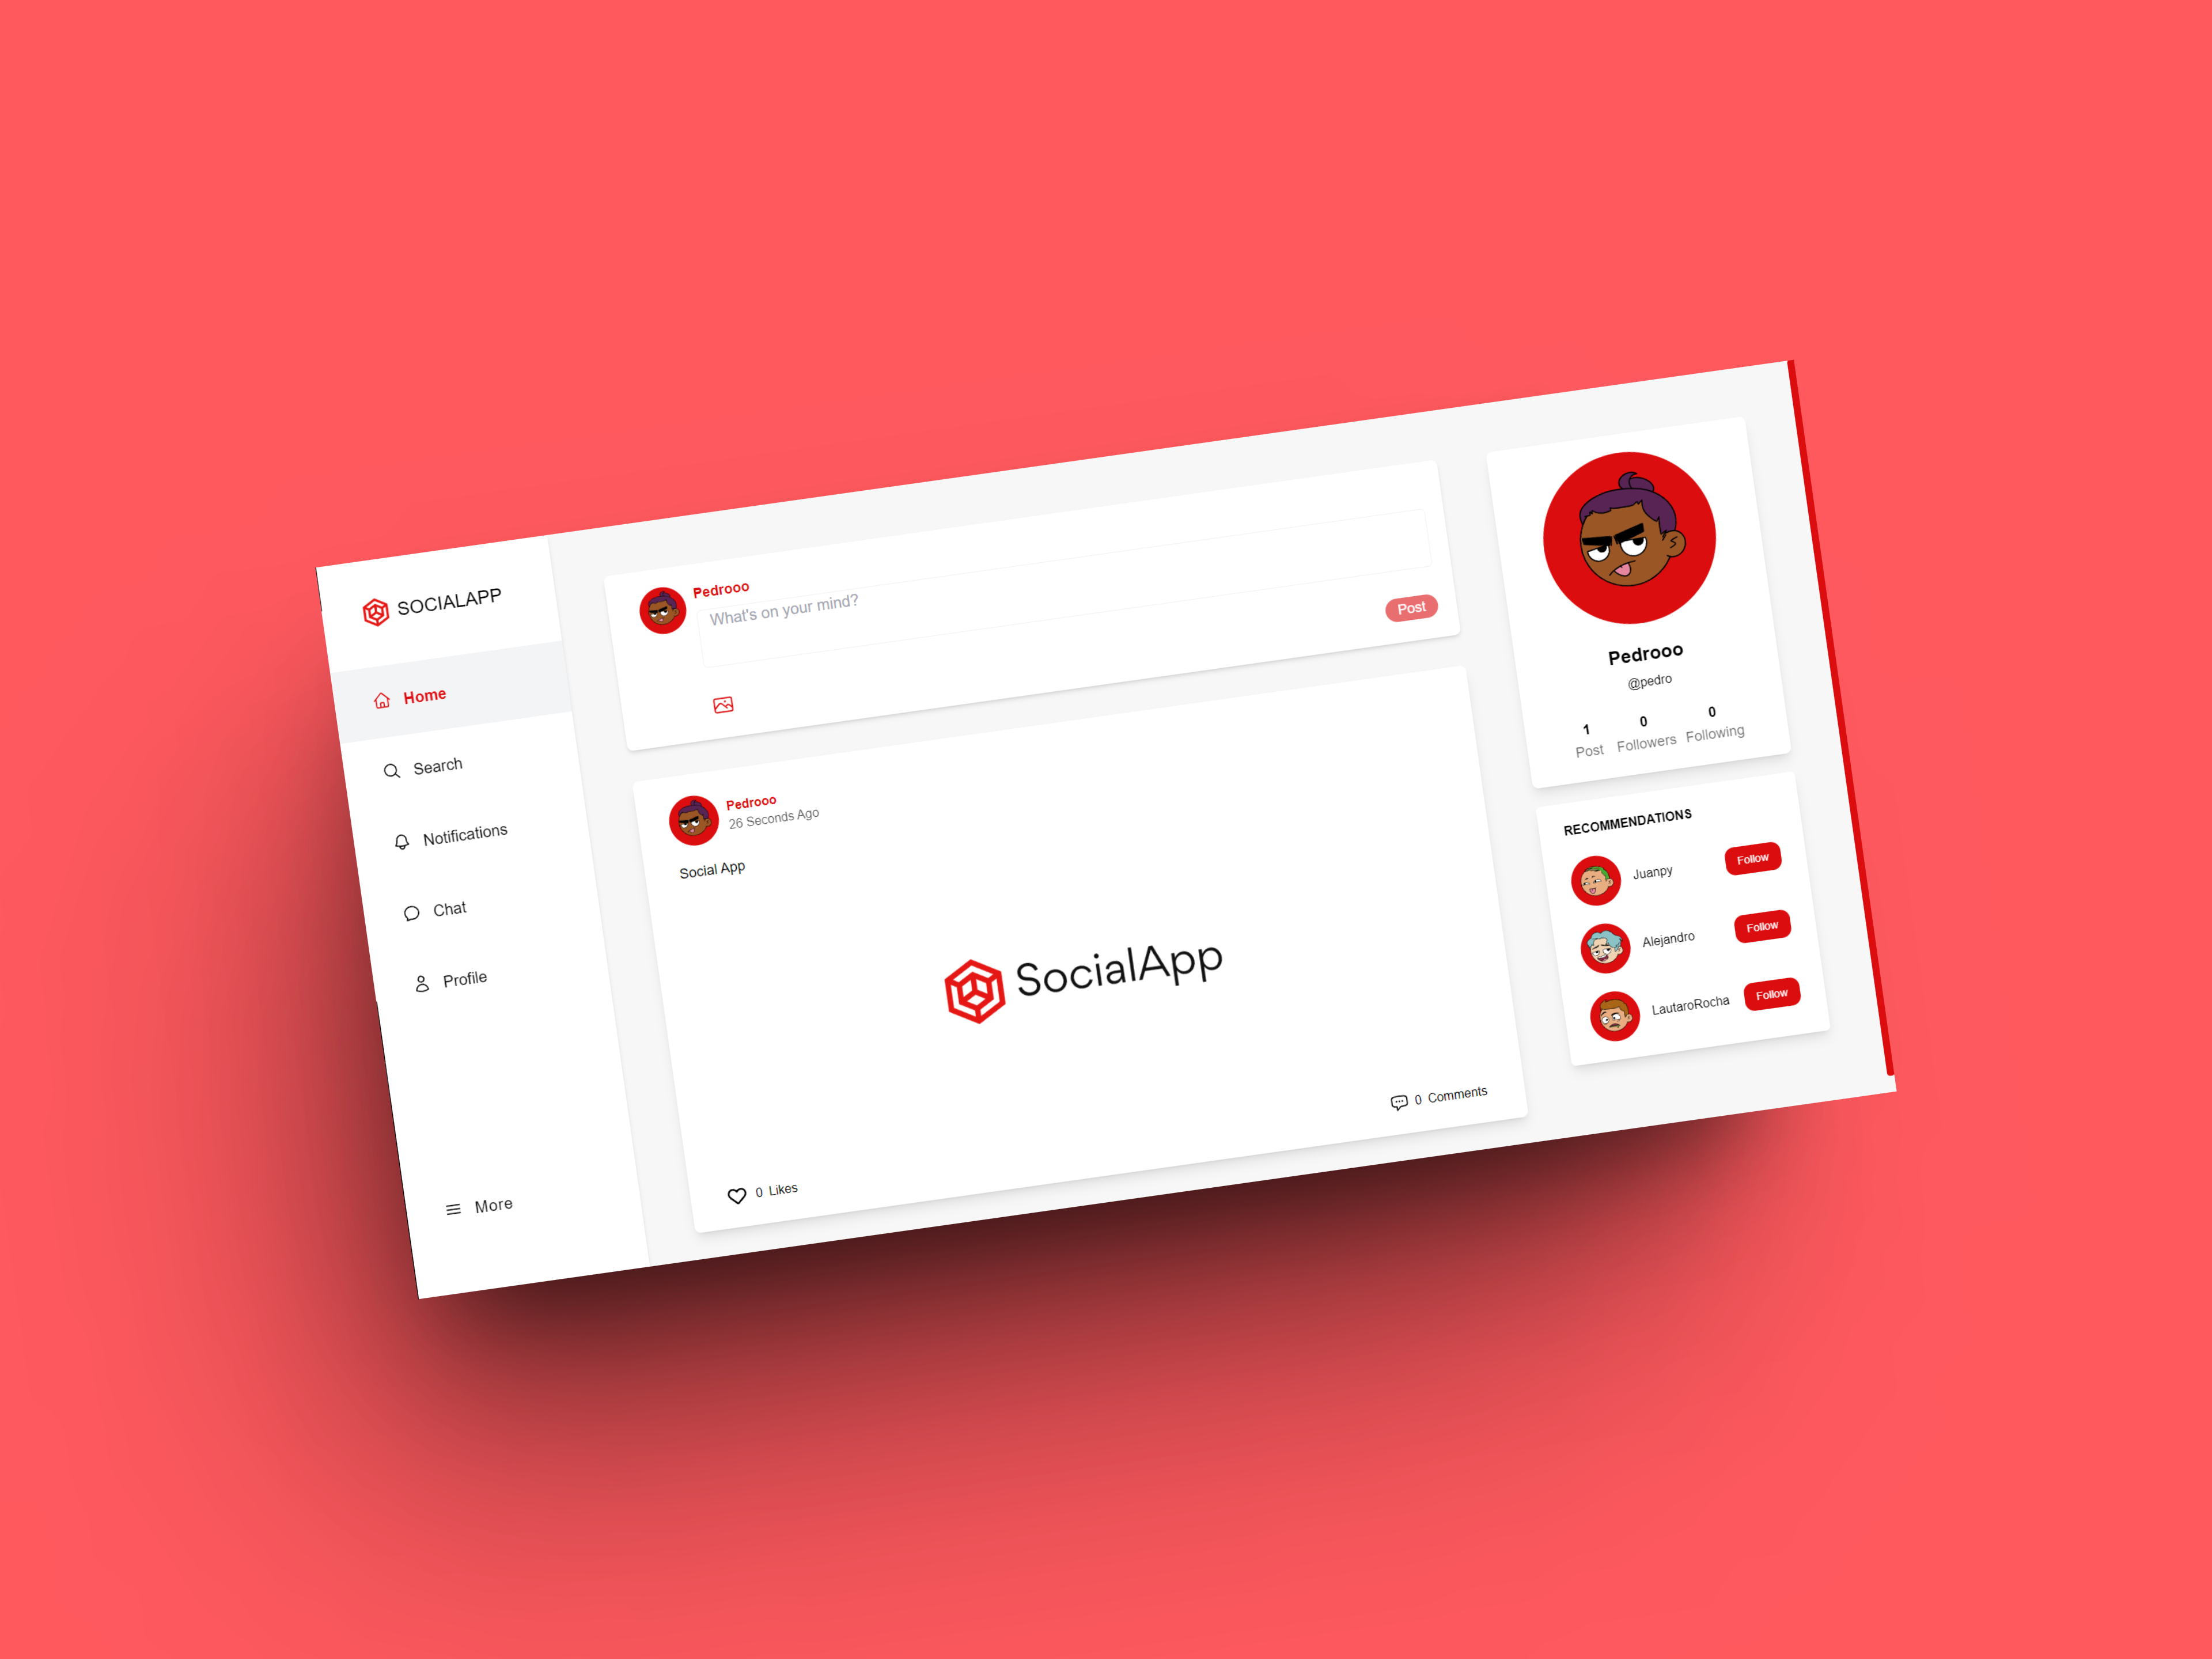 SOCIALAPP
Home
Search
Notifications
Chat
Profile
More
Pedrooo
What's on your mind?
Post
Pedrooo
26 Seconds Ago
Social App
SocialApp
0 Likes
0 Comments
Pedrooo
@pedro
1 0 0
Post Followers Following
RECOMMENDATIONS
Juanpy Follow
Alejandro Follow
LautaroRocha Follow